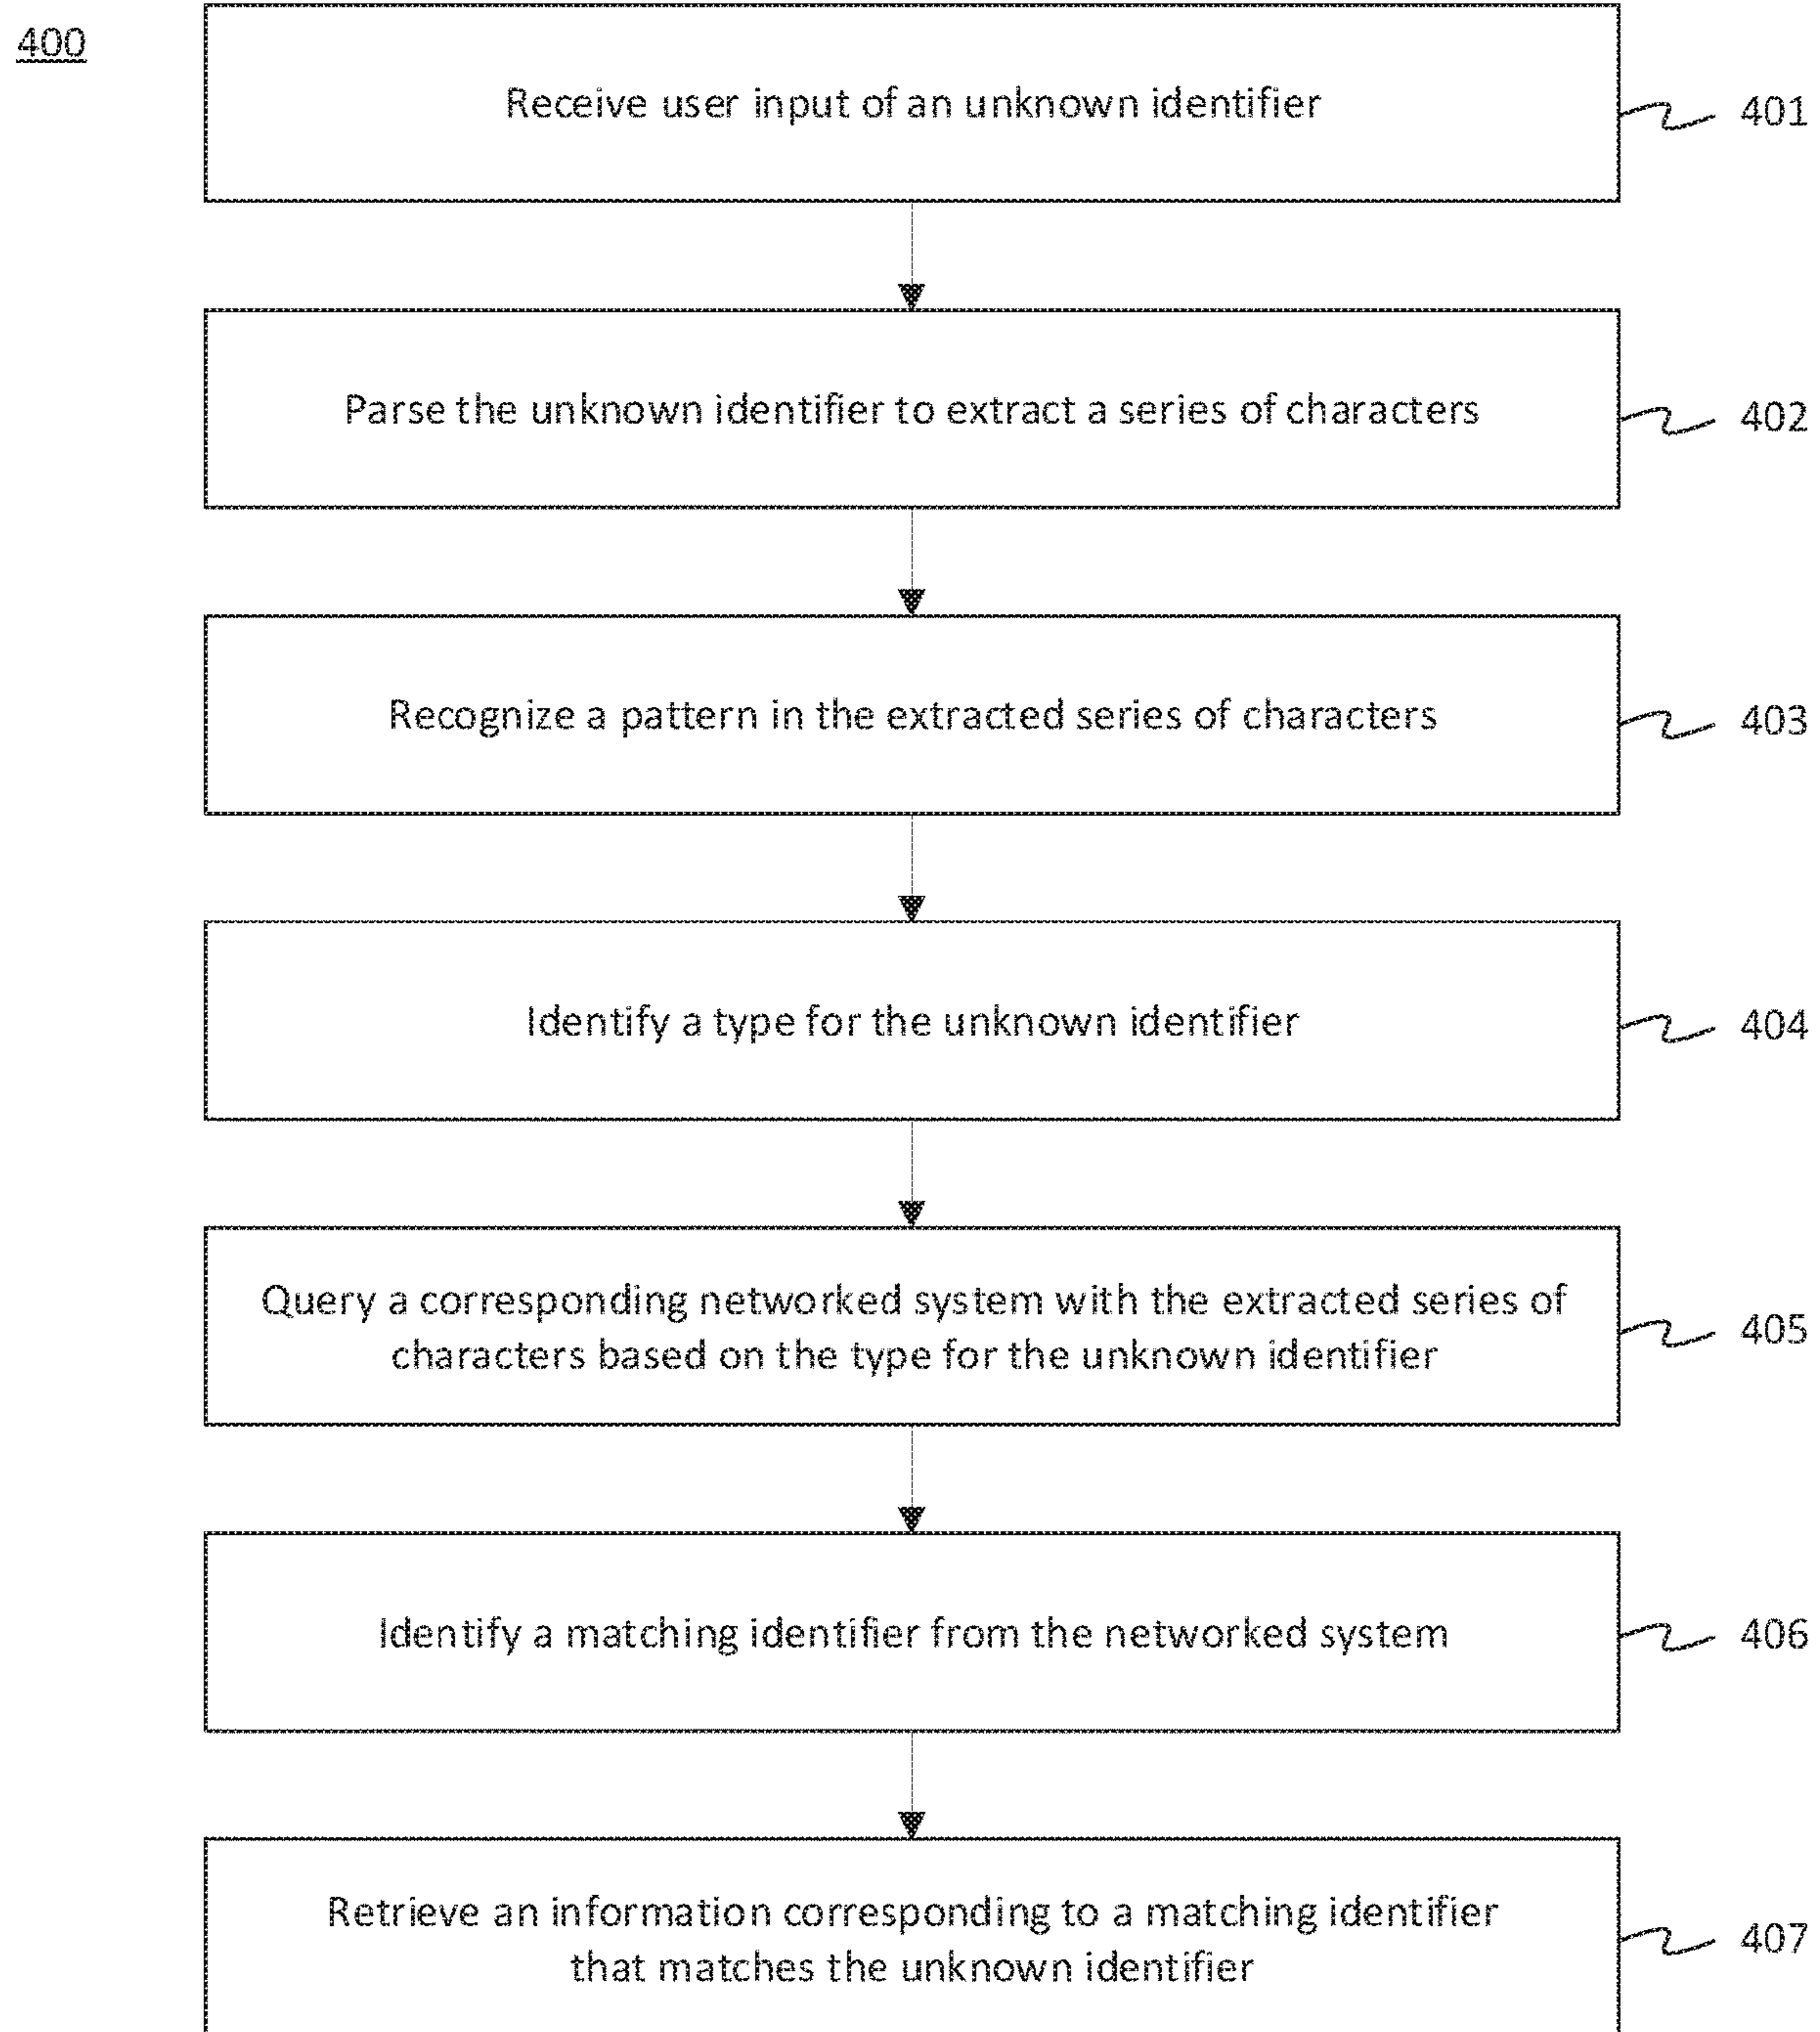 400
Receive user input of an unknown identifier
401
Parse the unknown identifier to extract a series of characters
402
Recognize a pattern in the extracted series of characters
403
Identify a type for the unknown identifier
404
Query a corresponding networked system with the extracted series of
characters based on the type for the unknown identifier
405
Identify a matching identifier from the networked system
406
Retrieve an information corresponding to a matching identifier
that matches the unknown identifier
407